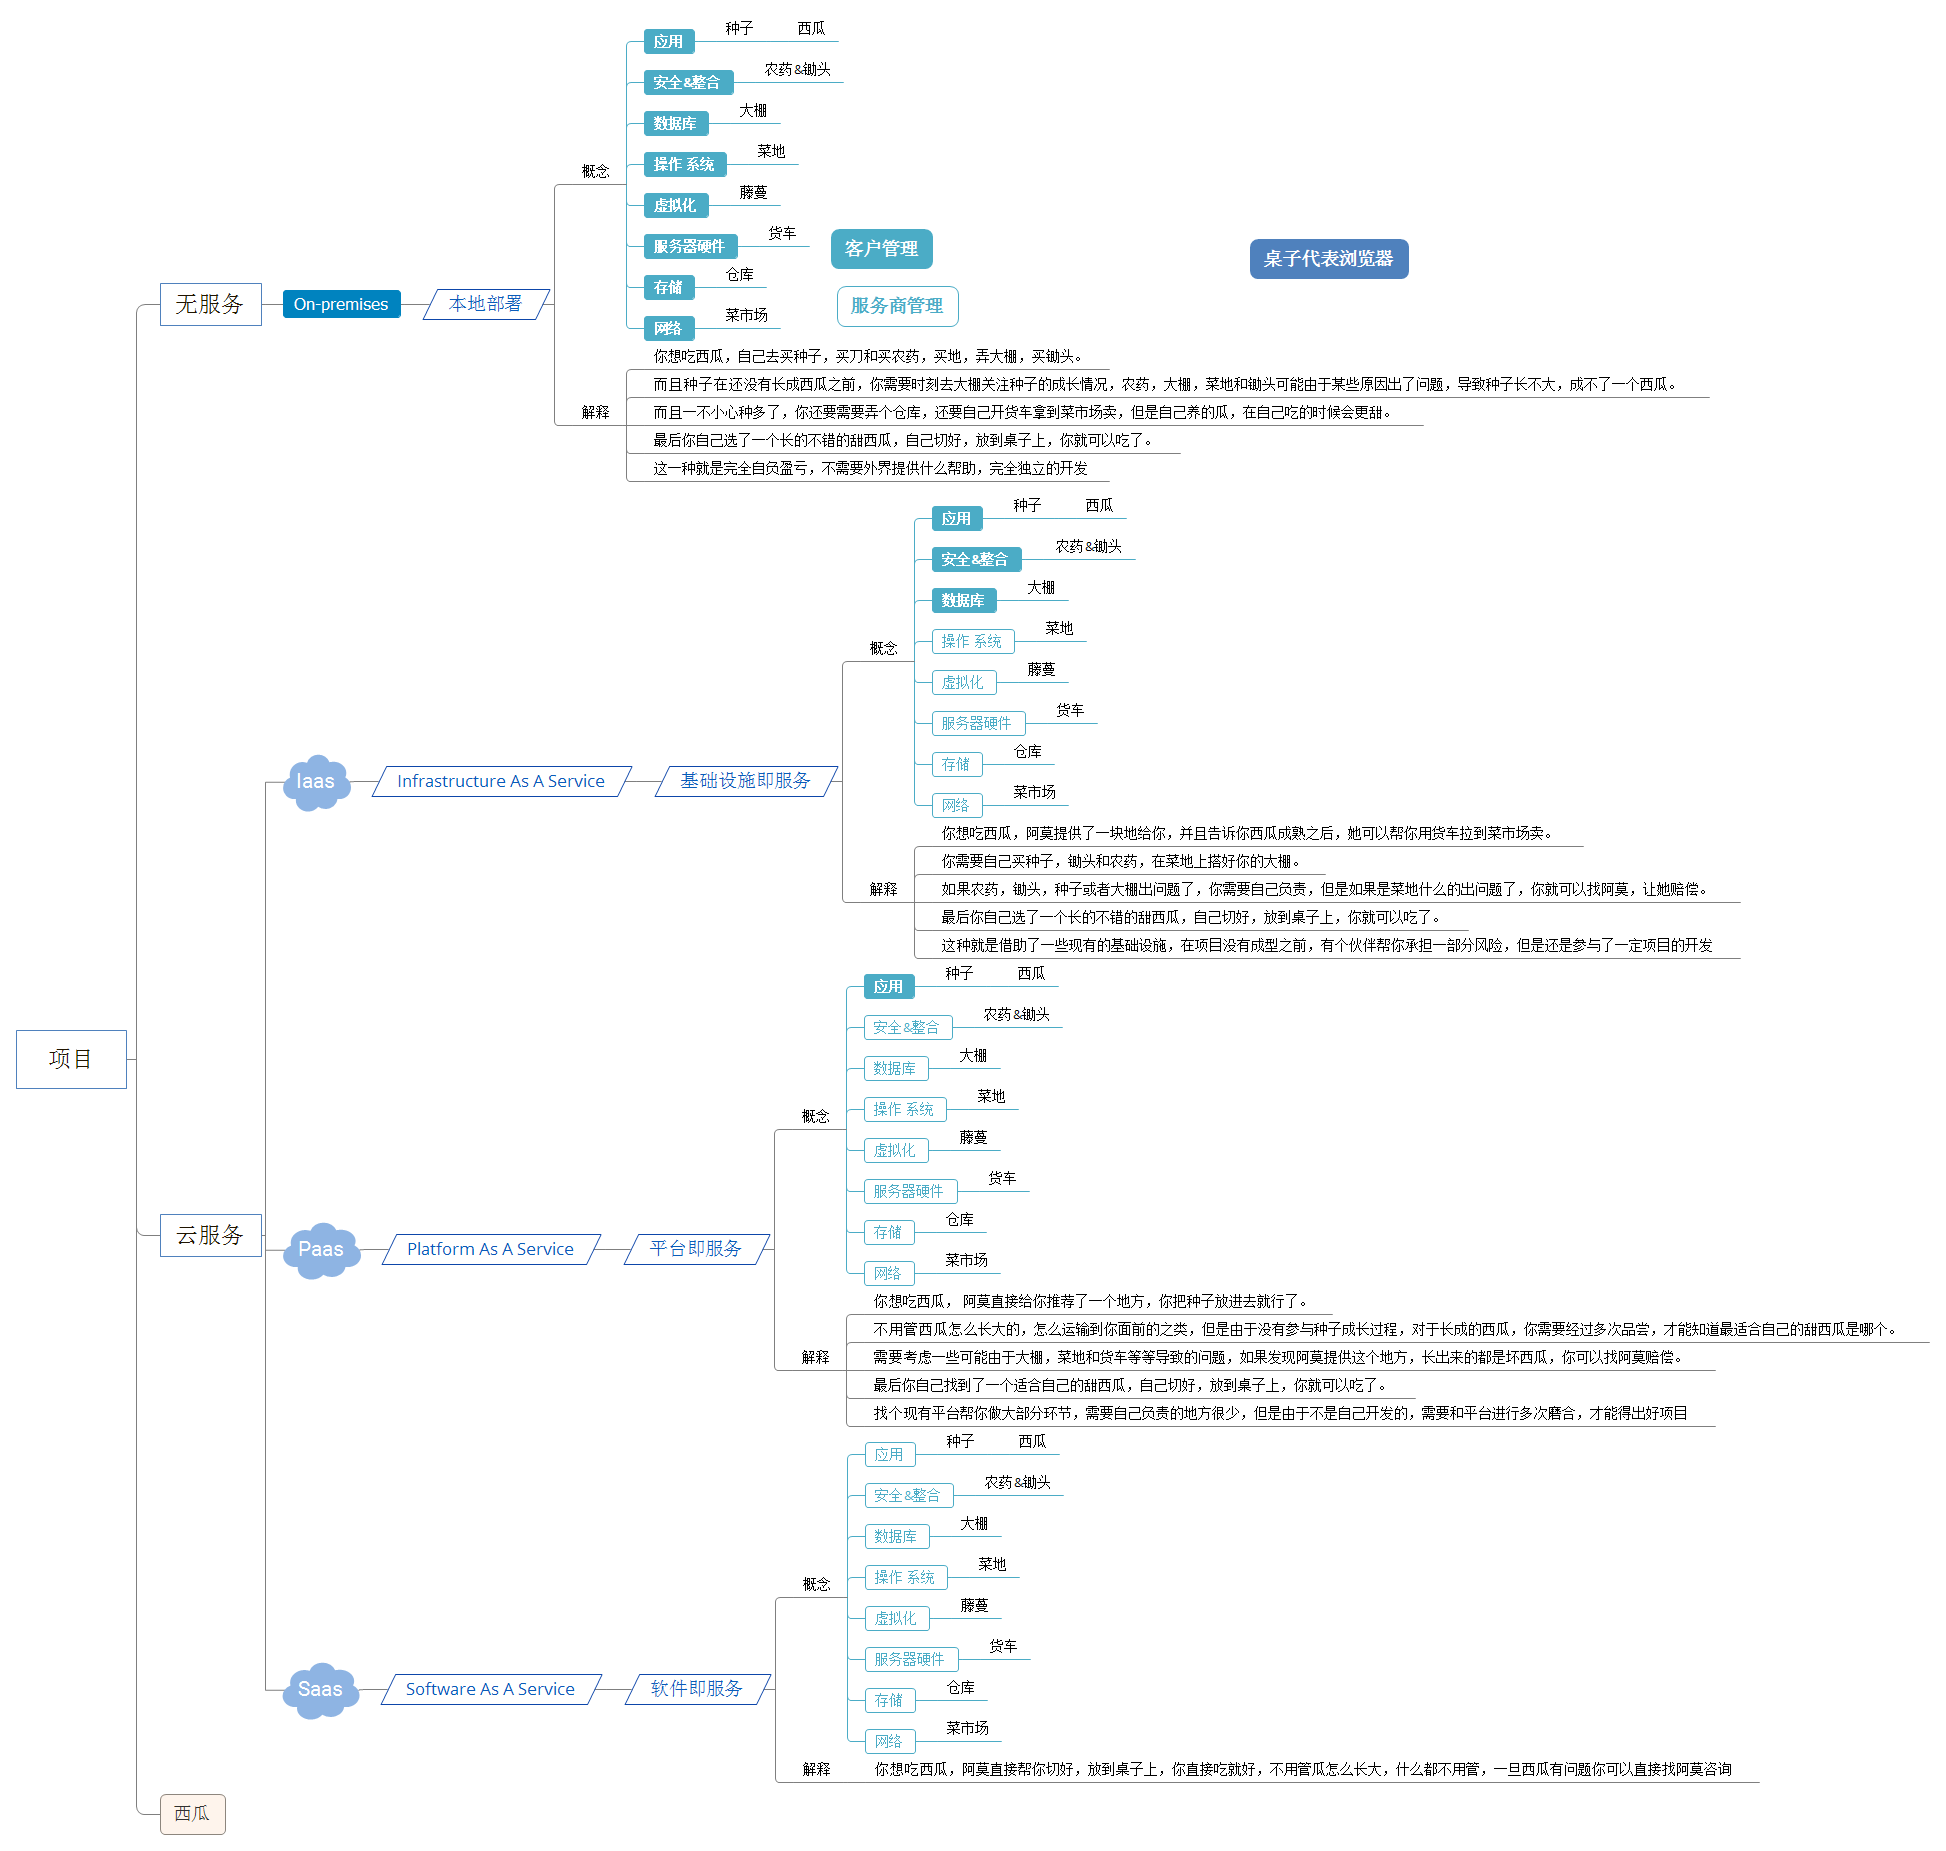 项目
无服务
On-premises
本地部署
概念
应用
种子
西瓜
安全&整合
农药&锄头
数据库
大棚
操作 系统
菜地
虚拟化
藤蔓
服务器硬件
货车
存储
仓库
网络
菜市场
客户管理
服务商管理
桌子代表浏览器
解释
你想吃西瓜，自己去买种子，买刀和买农药，买地，弄大棚，买锄头。
而且种子在还没有长成西瓜之前，你需要时刻去大棚关注种子的成长情况，农药，大棚，菜地和锄头可能由于某些原因出了问题，导致种子长不大，成不了一个西瓜。
而且一不小心种多了，你还要需要弄个仓库，还要自己开货车拿到菜市场卖，但是自己养的瓜，在自己吃的时候会更甜。
最后你自己选了一个长的不错的甜西瓜，自己切好，放到桌子上，你就可以吃了。
这一种就是完全自负盈亏，不需要外界提供什么帮助，完全独立的开发
云服务
Iaas
Infrastructure As A Service
基础设施即服务
概念
应用
种子
西瓜
安全&整合
农药&锄头
数据库
大棚
操作 系统
菜地
虚拟化
藤蔓
服务器硬件
货车
存储
仓库
网络
菜市场
解释
你想吃西瓜，阿莫提供了一块地给你，并且告诉你西瓜成熟之后，她可以帮你用货车拉到菜市场卖。
你需要自己买种子，锄头和农药，在菜地上搭好你的大棚。
如果农药，锄头，种子或者大棚出问题了，你需要自己负责，但是如果是菜地什么的出问题了，你就可以找阿莫，让她赔偿。
最后你自己选了一个长的不错的甜西瓜，自己切好，放到桌子上，你就可以吃了。
这种就是借助了一些现有的基础设施，在项目没有成型之前，有个伙伴帮你承担一部分风险，但是还是参与了一定项目的开发
Paas
Platform As A Service
平台即服务
概念
应用
种子
西瓜
安全&整合
农药&锄头
数据库
大棚
操作 系统
菜地
虚拟化
藤蔓
服务器硬件
货车
存储
仓库
网络
菜市场
解释
你想吃西瓜， 阿莫直接给你推荐了一个地方，你把种子放进去就行了。
不用管西瓜怎么长大的，怎么运输到你面前的之类，但是由于没有参与种子成长过程，对于长成的西瓜，你需要经过多次品尝，才能知道最适合自己的甜西瓜是哪个。
需要考虑一些可能由于大棚，菜地和货车等等导致的问题，如果发现阿莫提供这个地方，长出来的都是坏西瓜，你可以找阿莫赔偿。
最后你自己找到了一个适合自己的甜西瓜，自己切好，放到桌子上，你就可以吃了。
找个现有平台帮你做大部分环节，需要自己负责的地方很少，但是由于不是自己开发的，需要和平台进行多次磨合，才能得出好项目
Saas
Software As A Service
软件即服务
概念
应用
种子
西瓜
安全&整合
农药&锄头
数据库
大棚
操作 系统
菜地
虚拟化
藤蔓
服务器硬件
货车
存储
仓库
网络
菜市场
解释
你想吃西瓜，阿莫直接帮你切好，放到桌子上，你直接吃就好，不用管瓜怎么长大，什么都不用管，一旦西瓜有问题你可以直接找阿莫咨询
西瓜